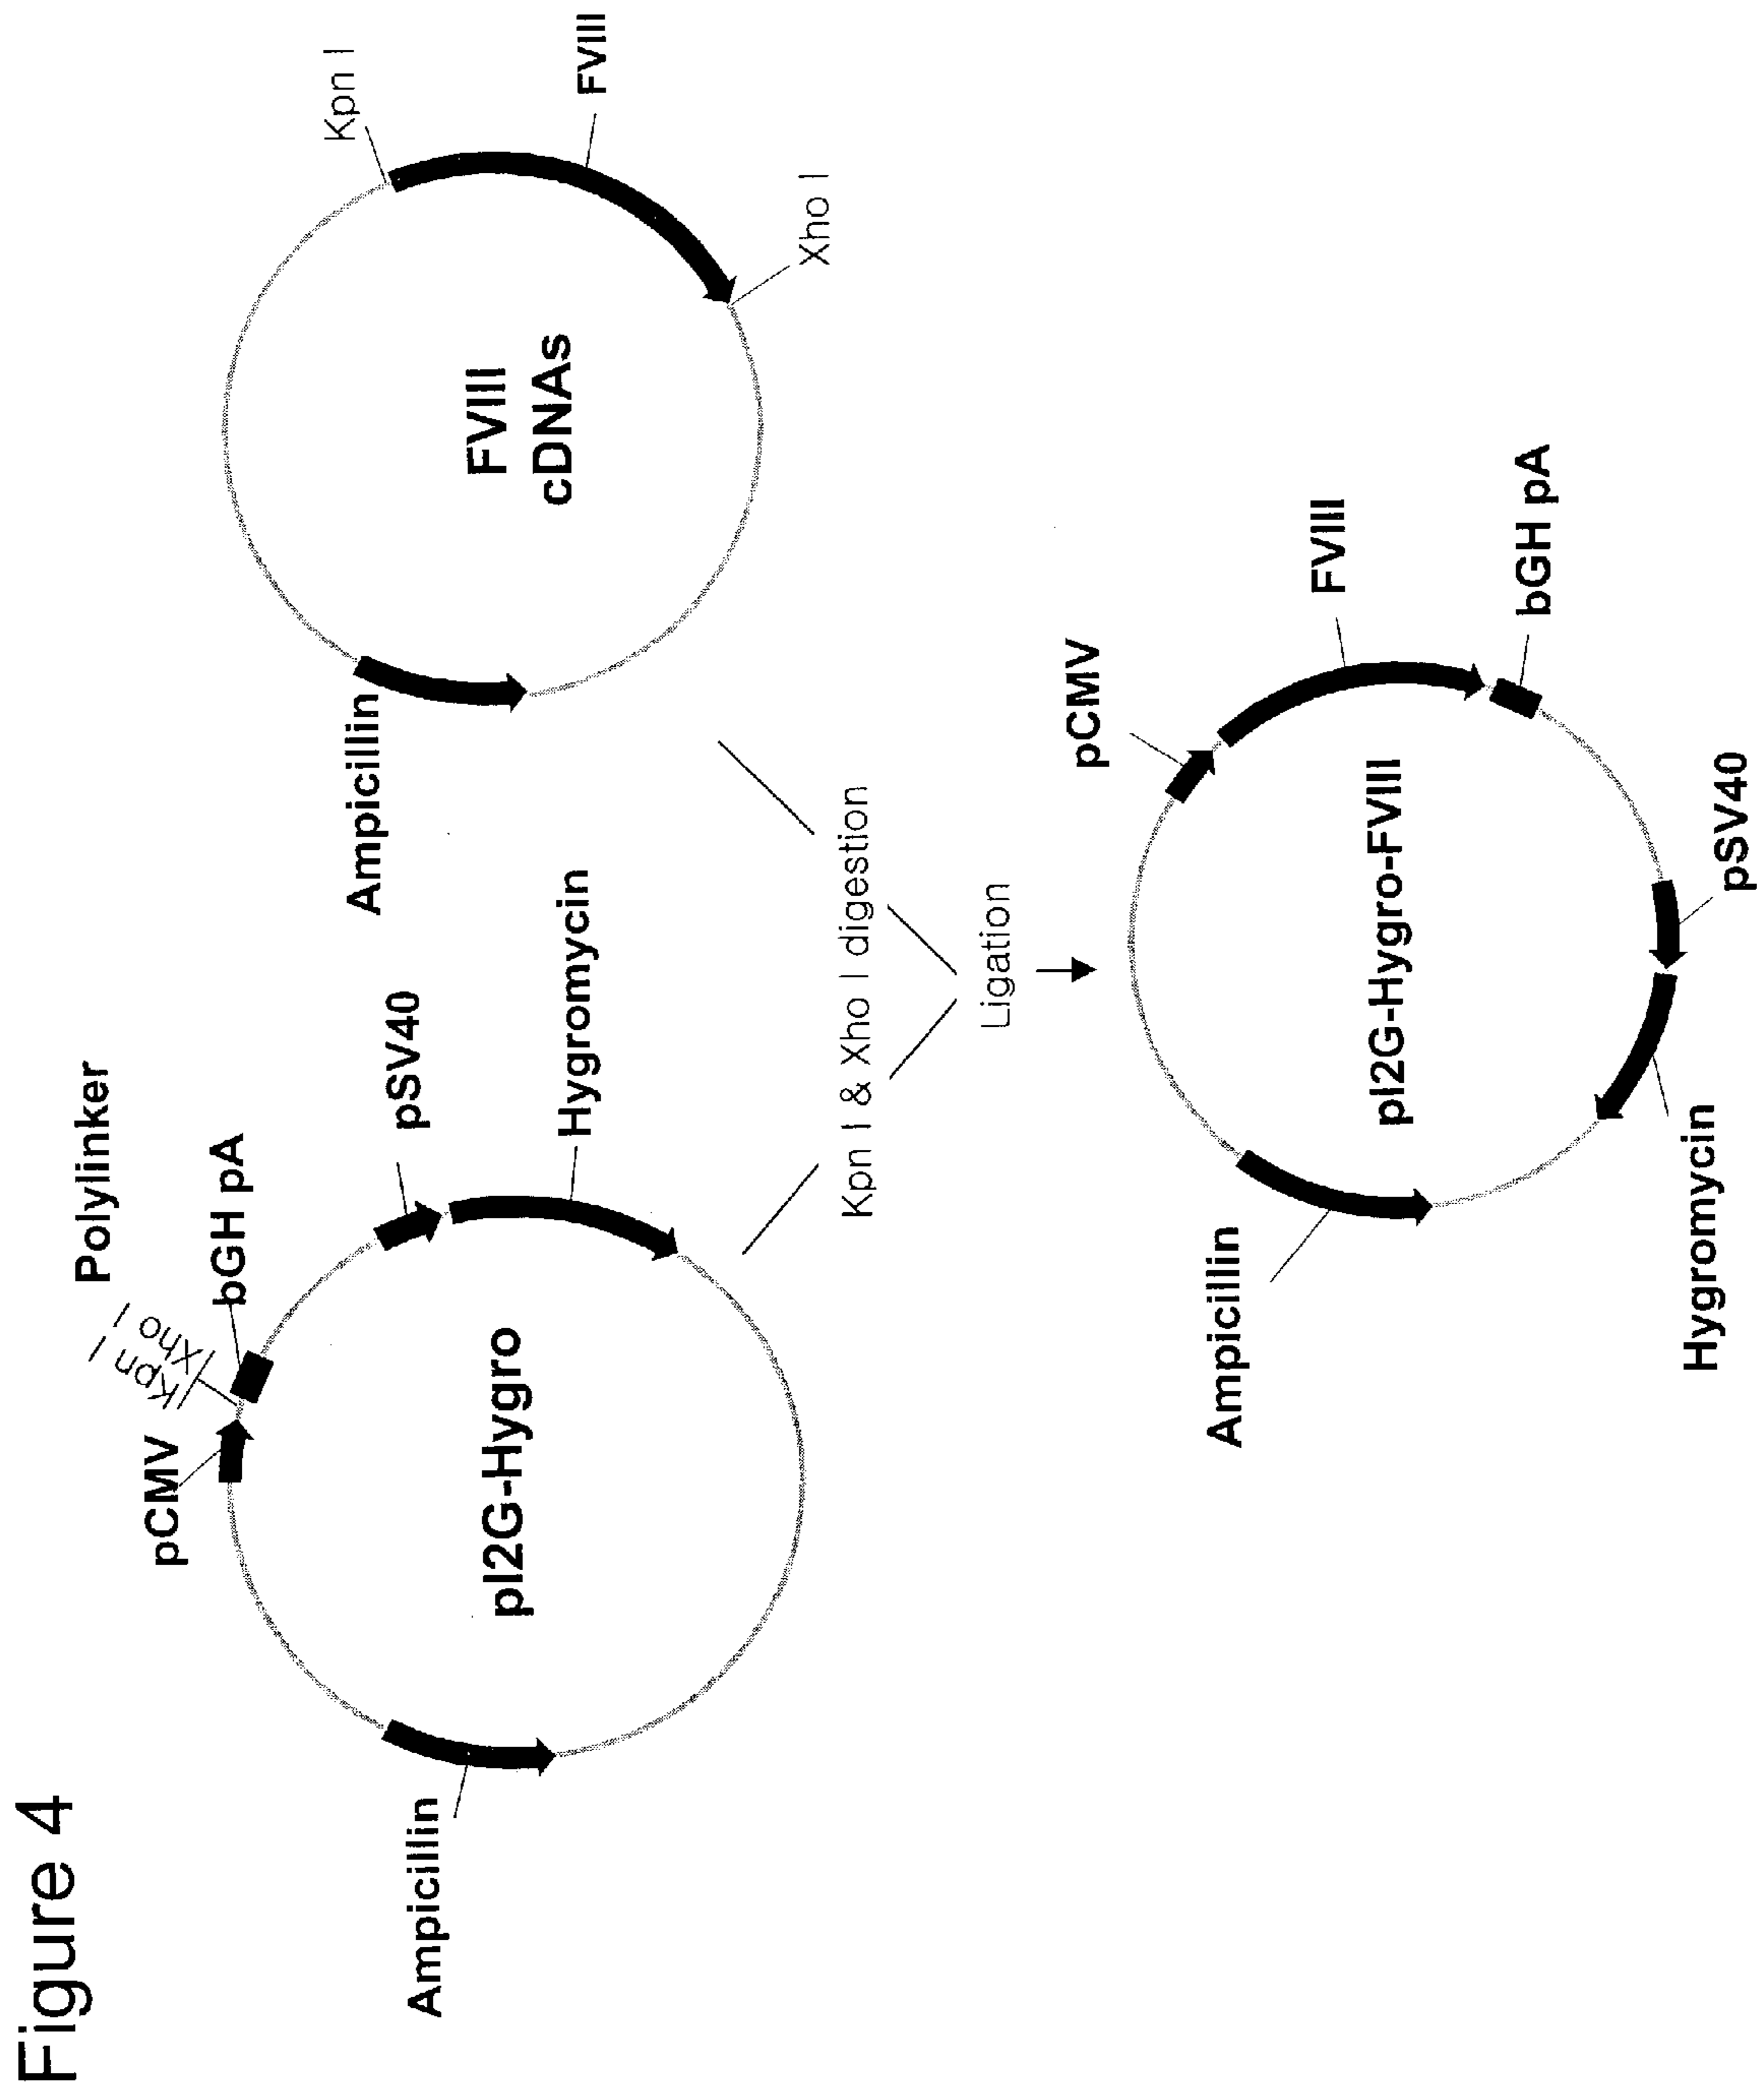 Figure 4
Polylinker
Kpn I
Xho I
pCMV
bGH pA
pSV40
Hygromycin
Ampicillin
pI2G-Hygro
Kpn I
FVIII
Xho I
Ampicillin
FVIII
cDNAs
Kpn I & Xho I digestion
Ligation
pCMV
FVIII
bGH pA
pSV40
Hygromycin
Ampicillin
pI2G-Hygro-FVIII